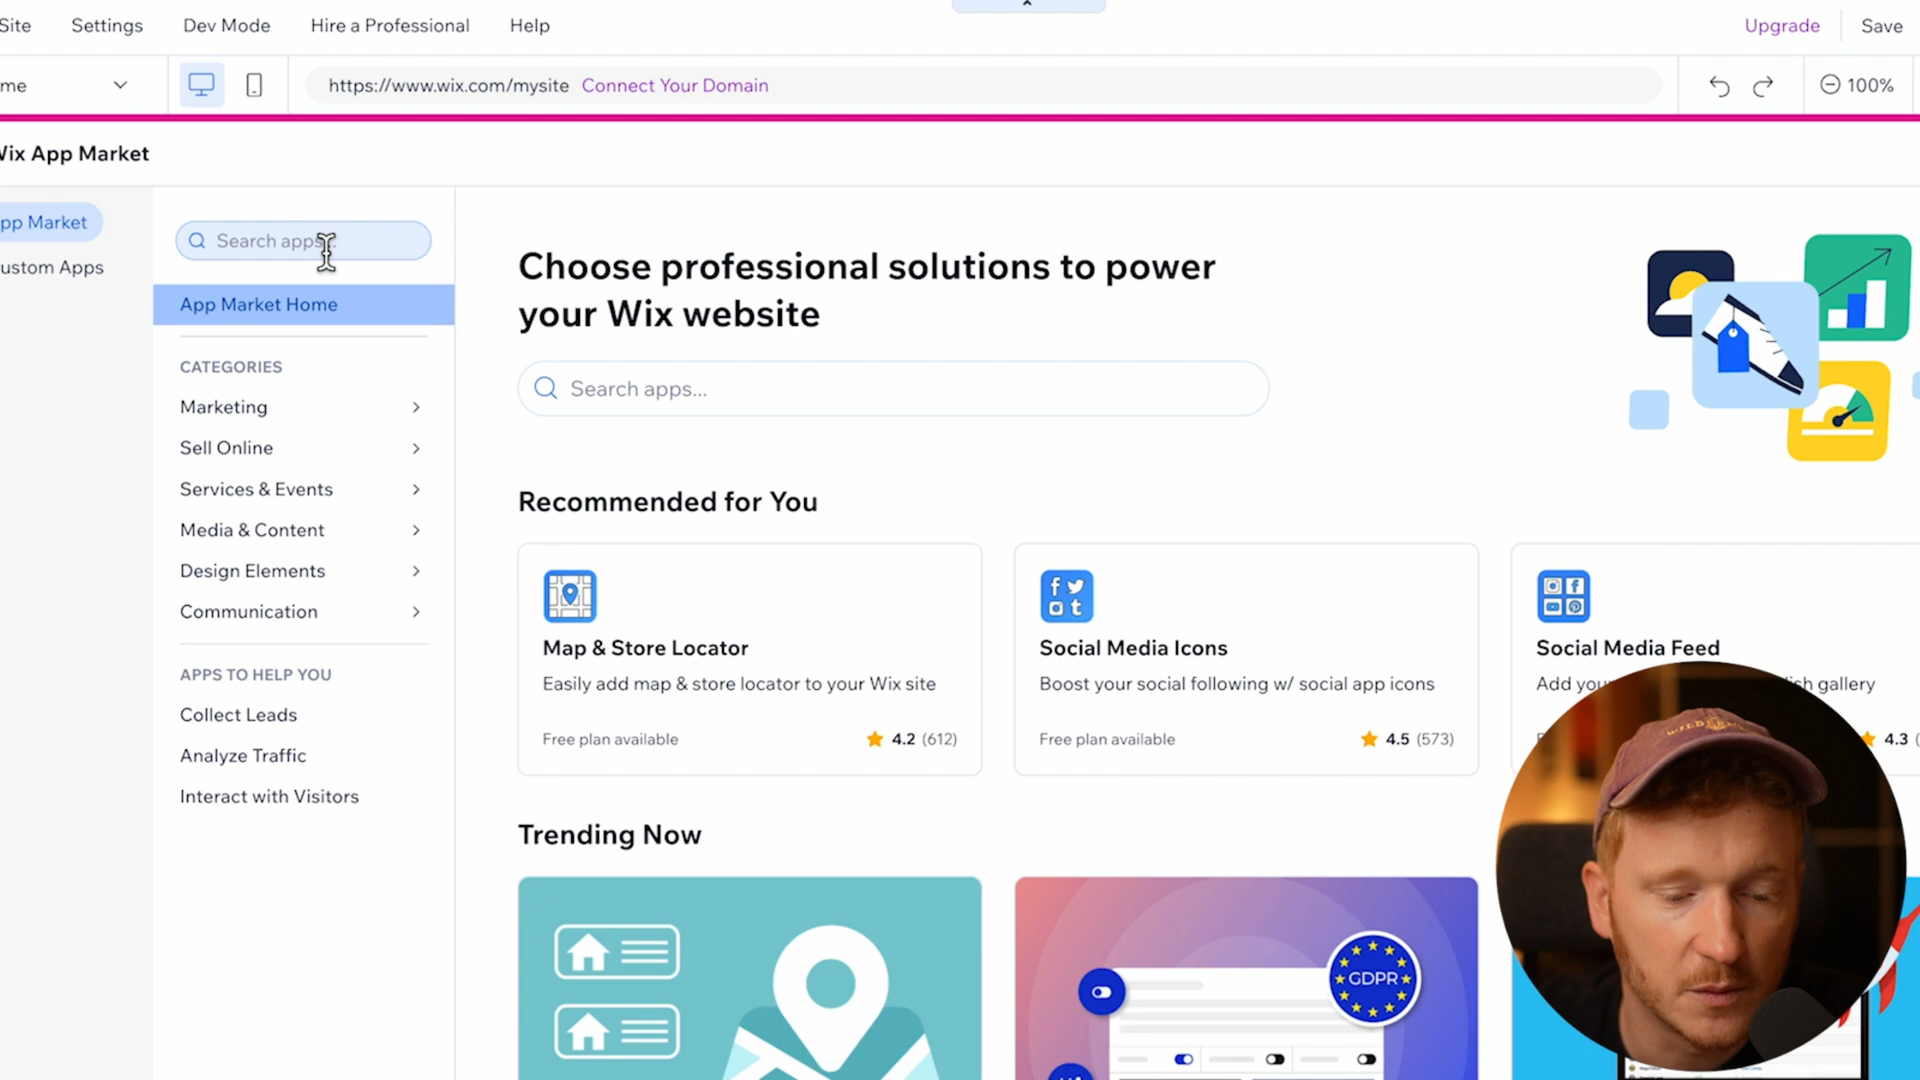 Site Settings Dev Mode Hire a Professional Help Upgrade Save
me https://www.wix.com/mysite Connect Your Domain 100%
Wix App Market
pp Market
ustom Apps
Search apps...
App Market Home
CATEGORIES
Marketing
Sell Online
Services & Events
Media & Content
Design Elements
Communication
APPS TO HELP YOU
Collect Leads
Analyze Traffic
Interact with Visitors
Choose professional solutions to power
your Wix website
Search apps...
Recommended for You
Map & Store Locator
Easily add map & store locator to your Wix site
Free plan available 4.2 (612)
Social Media Icons
Boost your social following w/ social app icons
Free plan available 4.5 (573)
Social Media Feed
Add gallery
4.3
Trending Now
GDPR